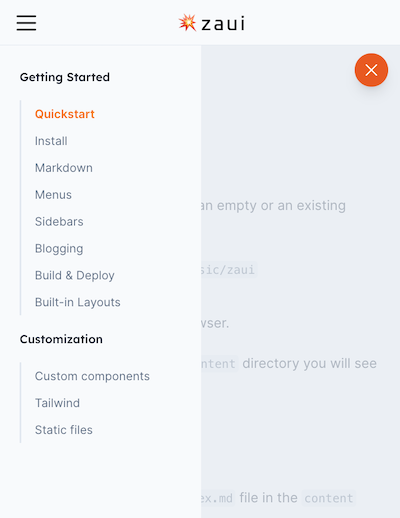 zaui
Getting Started
Quickstart
Install
Markdown
Menus
Sidebars
Blogging
Build & Deploy
Built-in Layouts
Customization
Custom components
Tailwind
Static files
an empty or an existing
sic/zaui
wser.
ntent directory you will see
ex.md file in the content